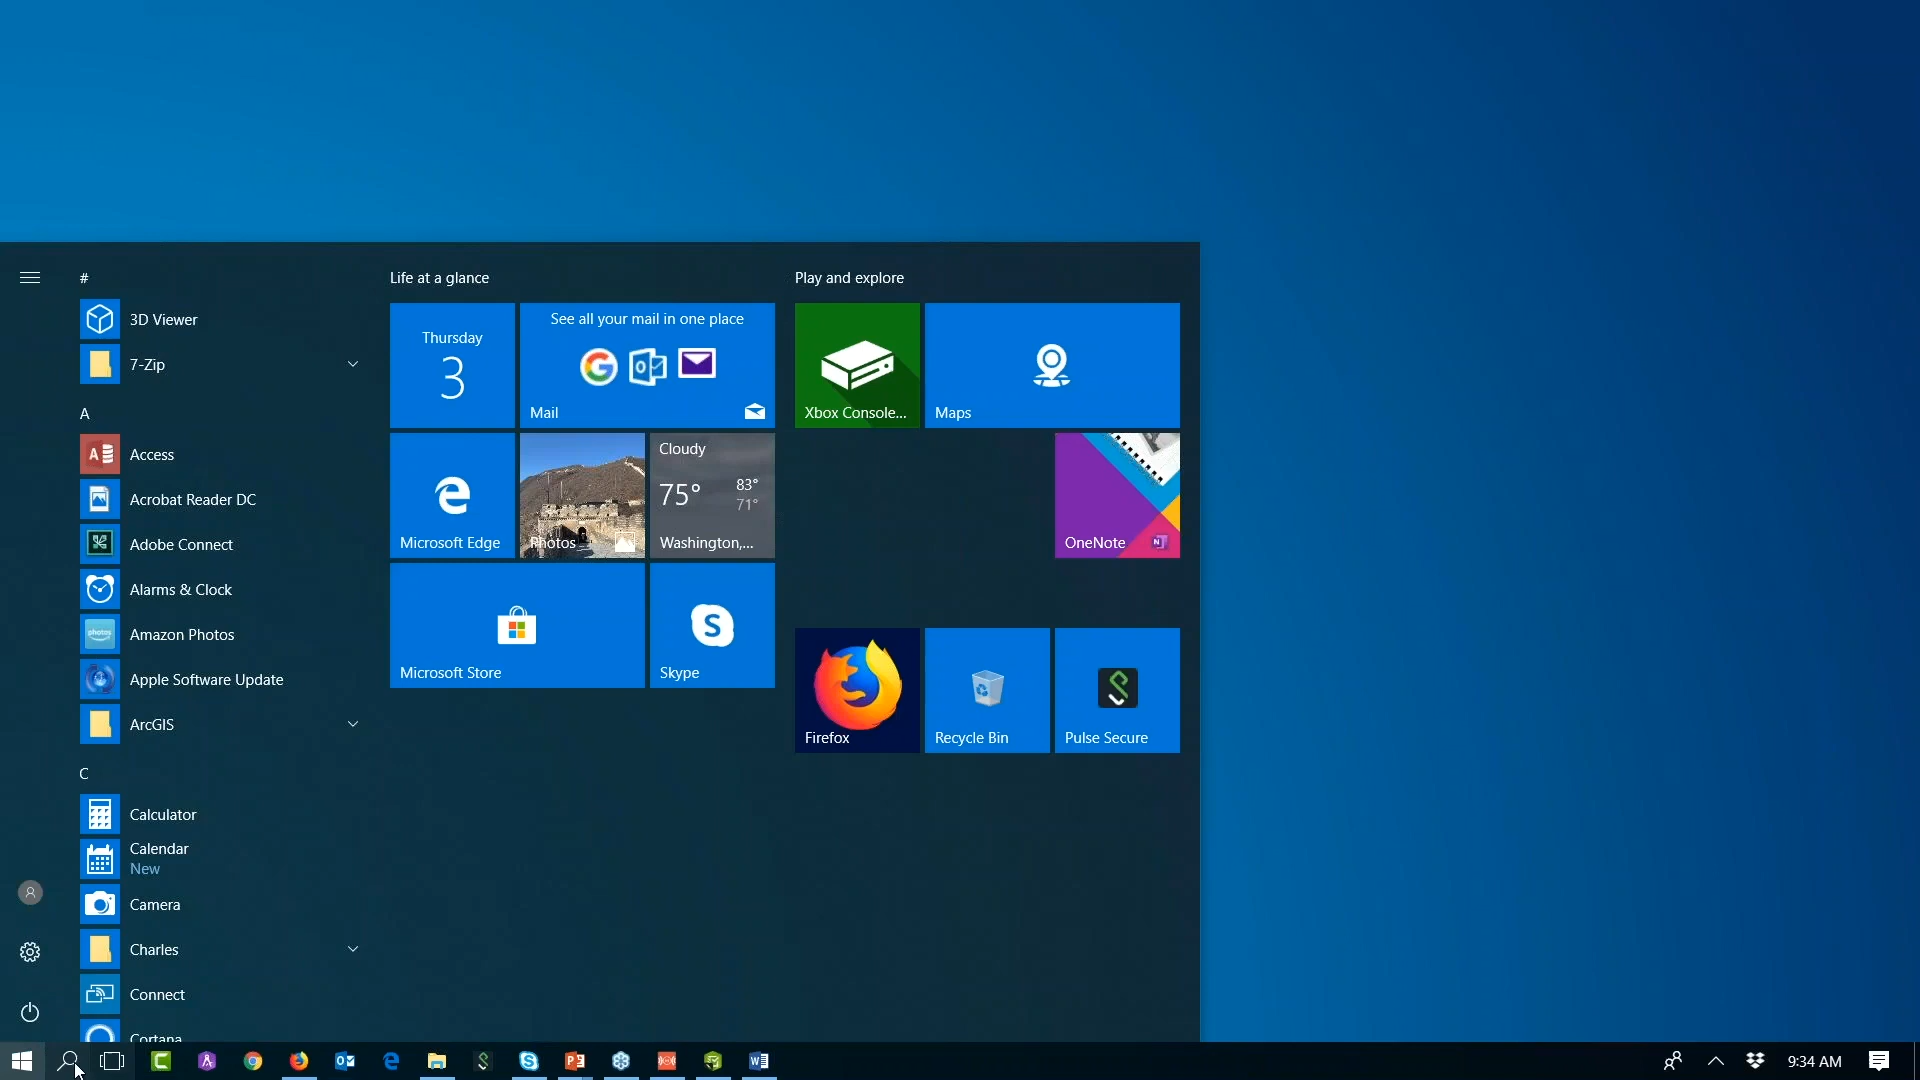 #
3D Viewer
7-Zip
A
Access
Acrobat Reader DC
Adobe Connect
Alarms & Clock
Amazon Photos
Apple Software Update
ArcGIS
C
Calculator
Calendar
New
Camera
Charles
Connect
Cortana
Life at a glance
Thursday
3
See all your mail in one place
Mail
Microsoft Edge
Photos
Cloudy
75°
83°
71°
Washington,...
Microsoft Store
Skype
Play and explore
Xbox Console...
Maps
OneNote
Firefox
Recycle Bin
Pulse Secure
9:34 AM